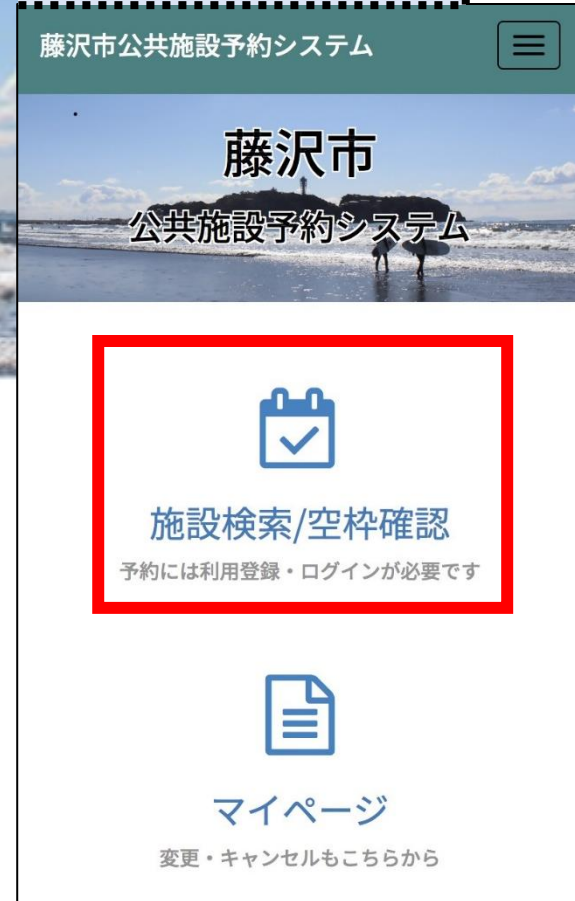 藤沢市公共施設予約システム
藤沢市
公共施設予約システム
施設検索/空枠確認
予約には利用登録・ログインが必要です
マイページ
変更・キャンセルもこちらから